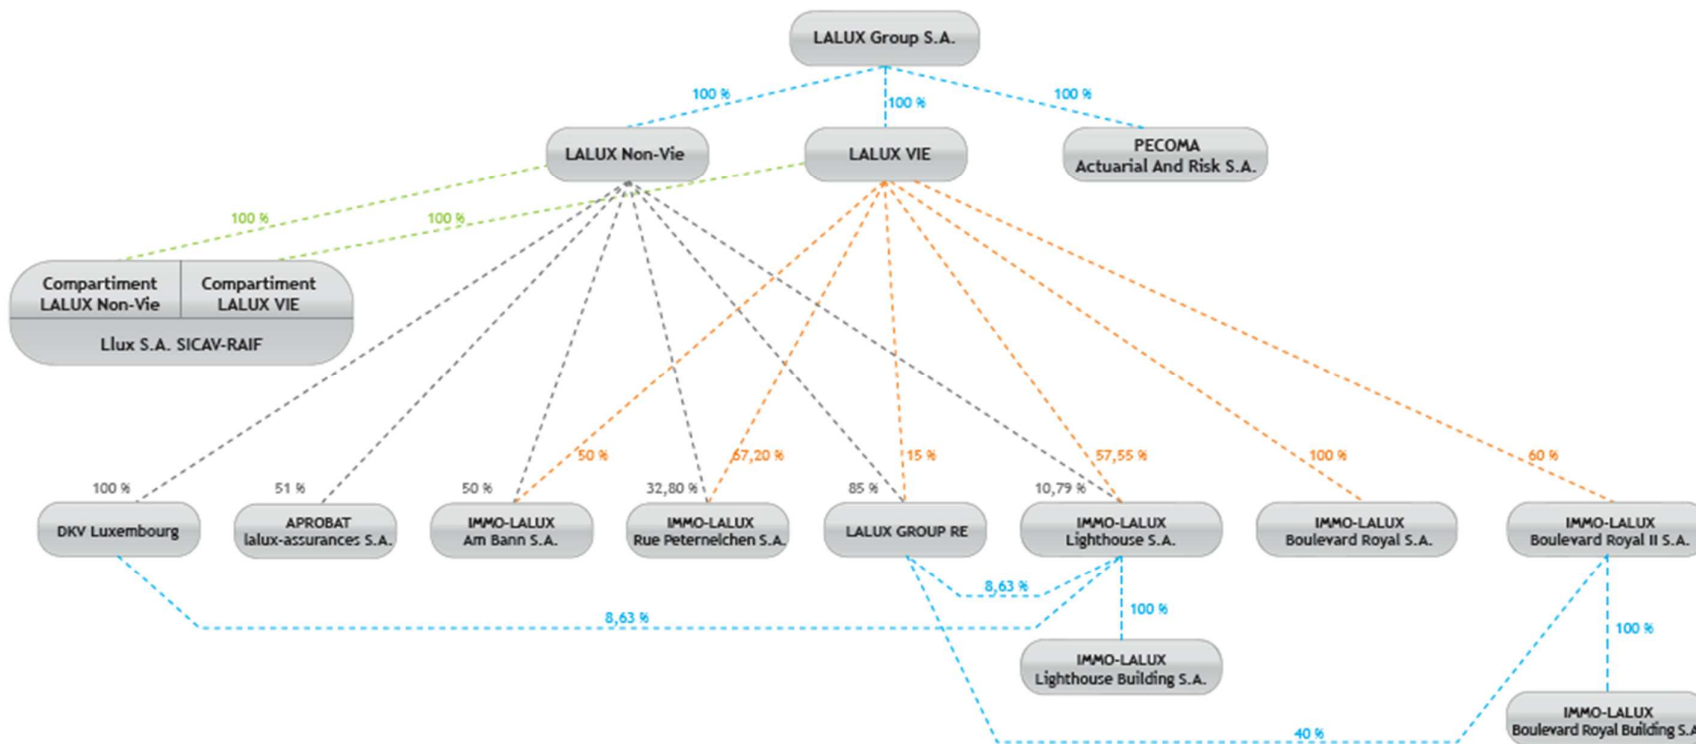 LALUX Group S.A.
100 %
100 %
100 %
LALUX Non-Vie
LALUX VIE
PECOMA
Actuarial And Risk S.A.
100 %
100 %
Compartiment
LALUX Non-Vie
Compartiment
LALUX VIE
Llux S.A. SICAV-RAIF
50 %
67,20 %
15 %
57,55 %
100 %
60 %
100 %
51 %
50 %
32,80 %
85 %
10,79 %
DKV Luxembourg
APROBAT
lalux-assurances S.A.
IMMO-LALUX
Am Bann S.A.
IMMO-LALUX
Rue Peternelchen S.A.
LALUX GROUP RE
IMMO-LALUX
Lighthouse S.A.
IMMO-LALUX
Boulevard Royal S.A.
IMMO-LALUX
Boulevard Royal II S.A.
8,63 %
8,63 %
100 %
100 %
IMMO-LALUX
Lighthouse Building S.A.
IMMO-LALUX
Boulevard Royal Building S.A
40 %